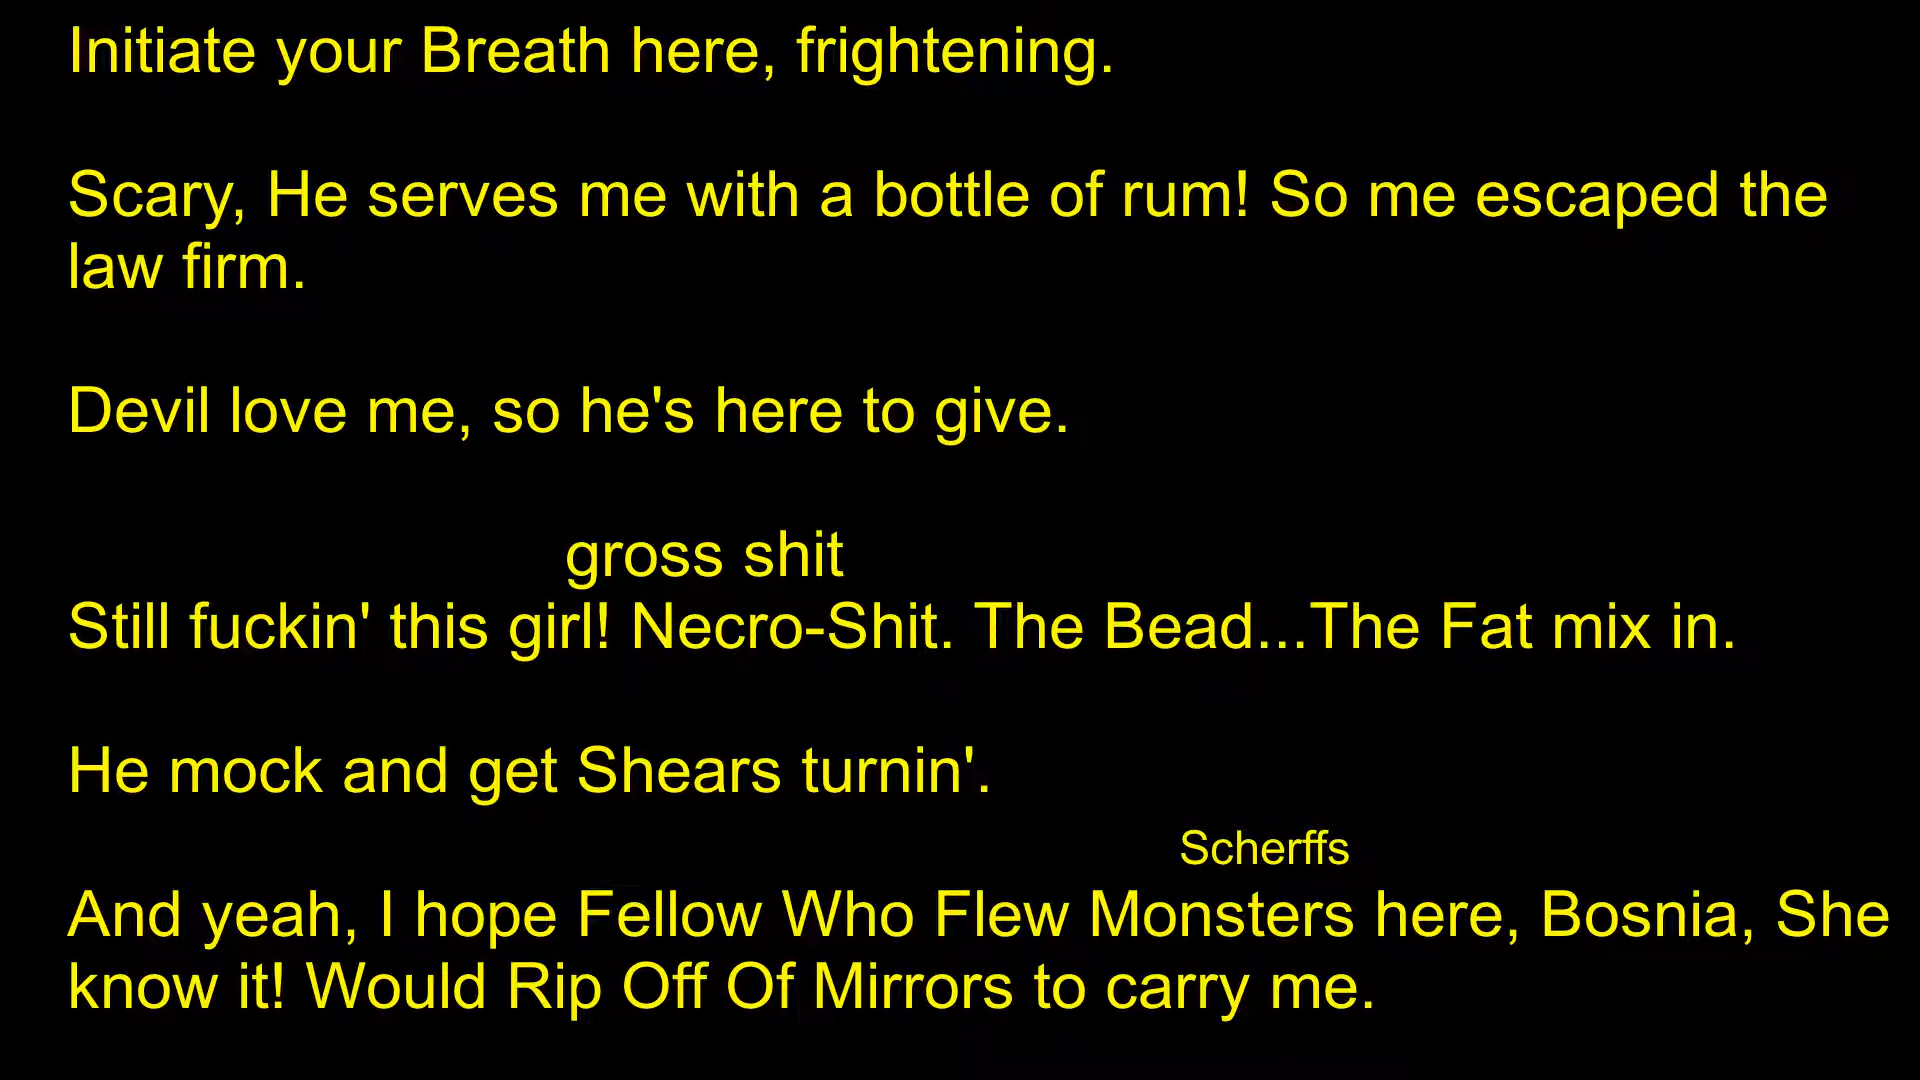 Initiate your Breath here, frightening.
Scary, He serves me with a bottle of rum! So me escaped the
law firm.
Devil love me, so he's here to give.
gross shit
Still fuckin' this girl! Necro-Shit. The Bead...The Fat mix in.
He mock and get Shears turnin'.
Scherffs
And yeah, I hope Fellow Who Flew Monsters here, Bosnia, She
know it! Would Rip Off Of Mirrors to carry me.